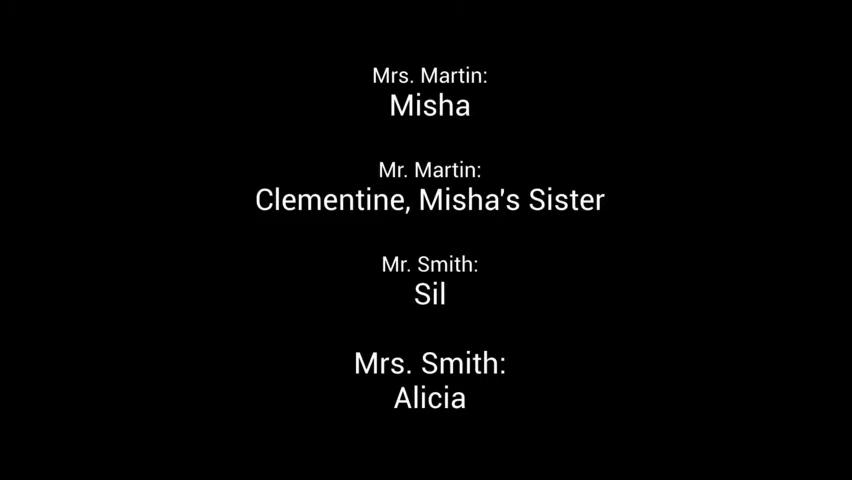 Mrs. Martin:
Misha
Mr. Martin:
Clementine, Misha's Sister
Mr. Smith:
Sil
Mrs. Smith:
Alicia